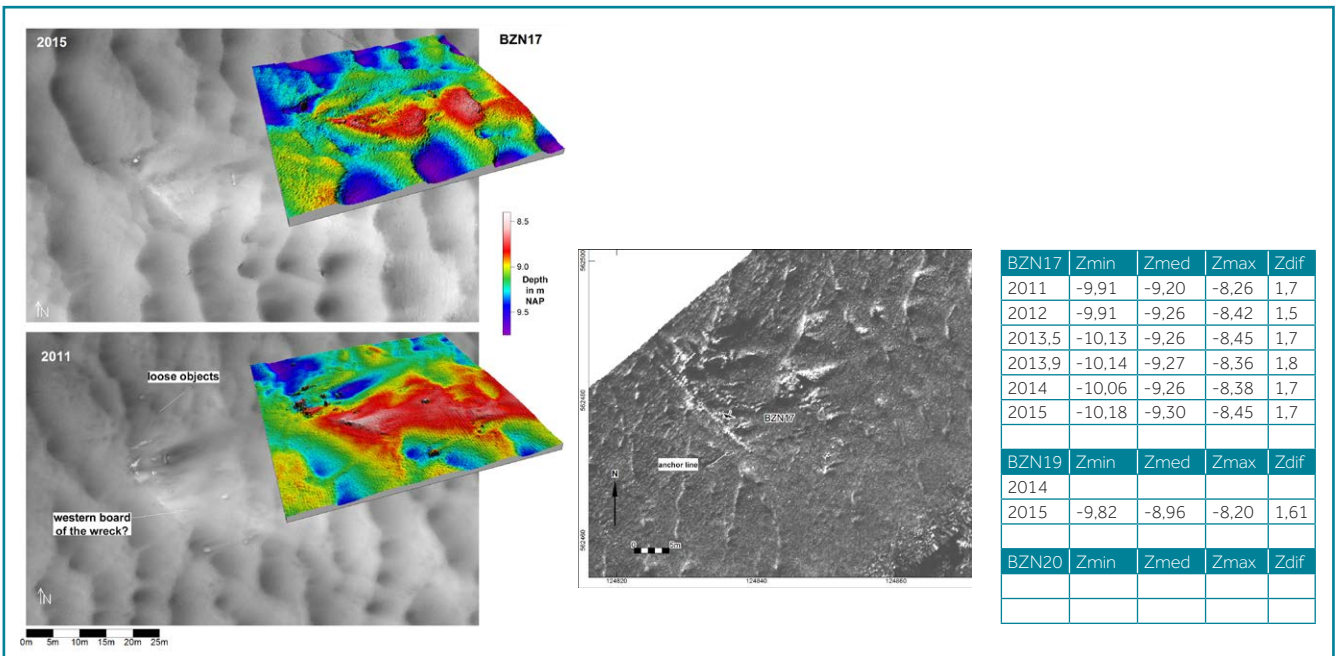 2015
BZN17
8.5
9.0
Depth
in m
NAP
9.5
N
2011
loose objects
western board
of the wreck?
N
0m 5m 10m 15m 20m 25m
562500
562480
562460
BZN17
anchor line
N
0 5m
124820 124840 124860
BZN17 Zmin Zmed Zmax Zdif
2011 -9,91 -9,20 -8,26 1,7
2012 -9,91 -9,26 -8,42 1,5
2013,5 -10,13 -9,26 -8,45 1,7
2013,9 -10,14 -9,27 -8,36 1,8
2014 -10,06 -9,26 -8,38 1,7
2015 -10,18 -9,30 -8,45 1,7
BZN19 Zmin Zmed Zmax Zdif
2014
2015 -9,82 -8,96 -8,20 1,61
BZN20 Zmin Zmed Zmax Zdif